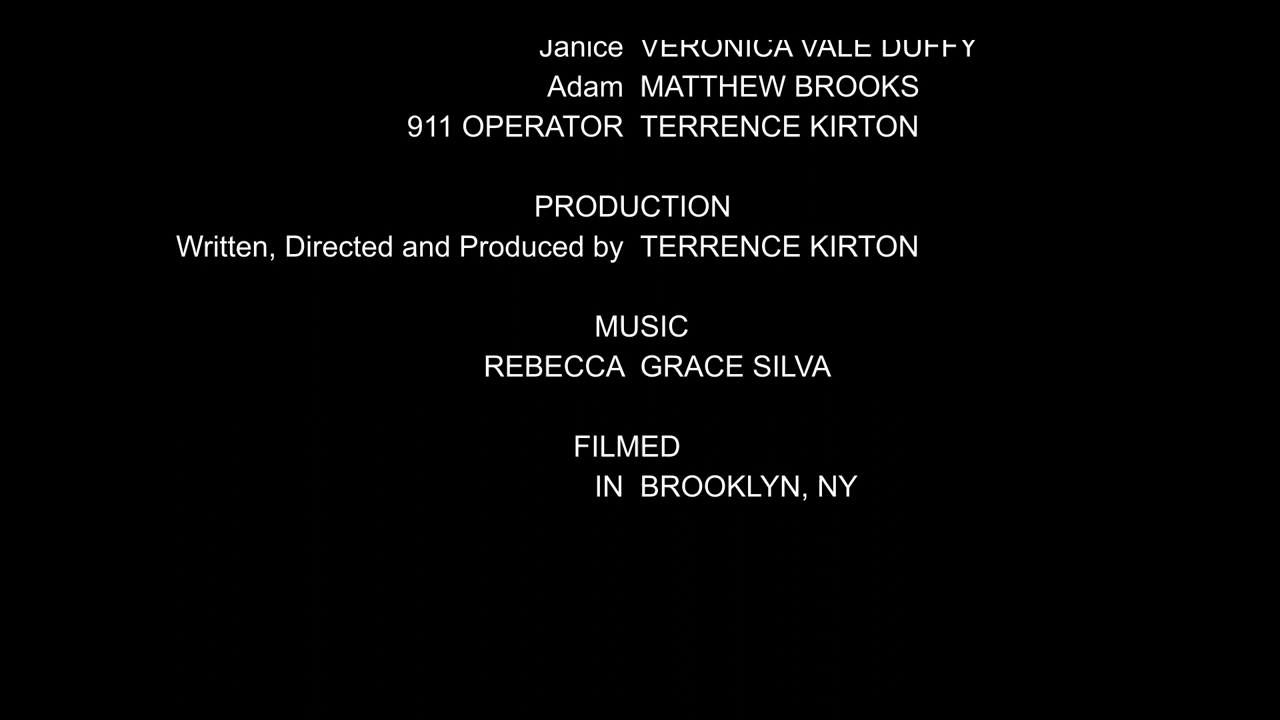 Janice VERONICA VALE DUFFY
Adam MATTHEW BROOKS
911 OPERATOR TERRENCE KIRTON
PRODUCTION
Written, Directed and Produced by TERRENCE KIRTON
MUSIC
REBECCA GRACE SILVA
FILMED
IN BROOKLYN, NY